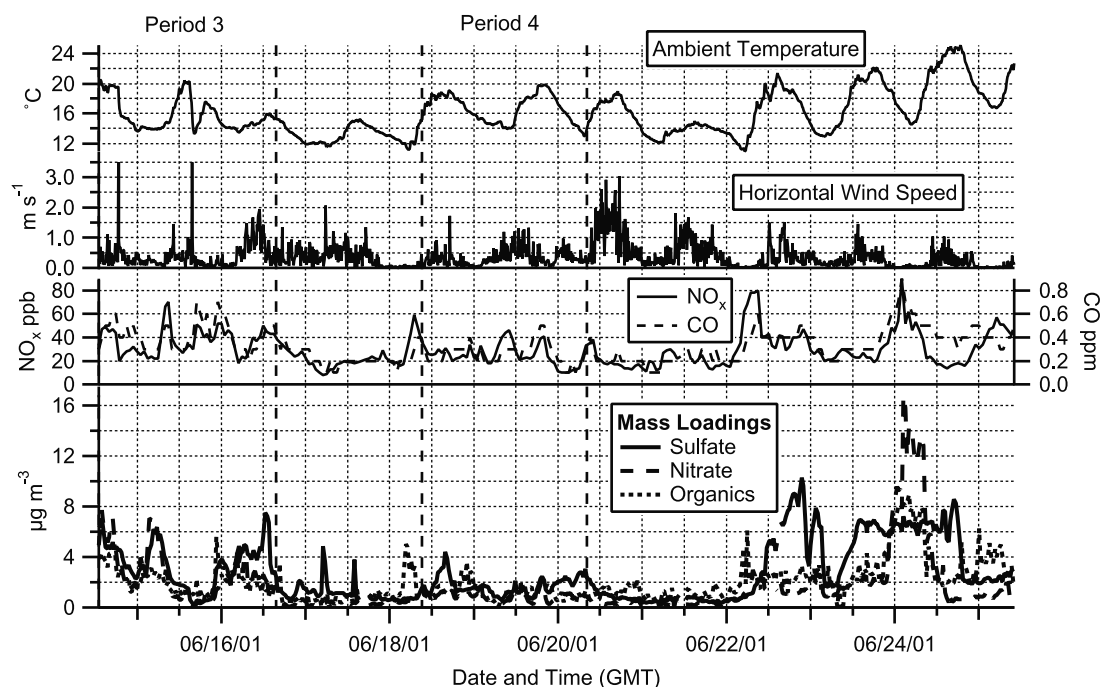 Period 3
Period 4
Ambient Temperature
24
20
16
12
°C
Horizontal Wind Speed
3.0
2.0
1.0
0.0
m s⁻¹
NOx
CO
80
60
40
20
0
NOx ppb
0.8
0.6
0.4
0.2
0.0
CO ppm
Mass Loadings
Sulfate
Nitrate
Organics
16
12
8
4
0
µg m⁻³
06/16/01
06/18/01
06/20/01
06/22/01
06/24/01
Date and Time (GMT)